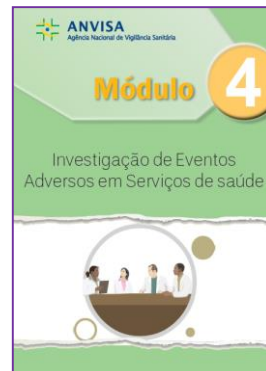 ANVISA
Agência Nacional de Vigilância Sanitária
Módulo 4
Investigação de Eventos
Adversos em Serviços de saúde